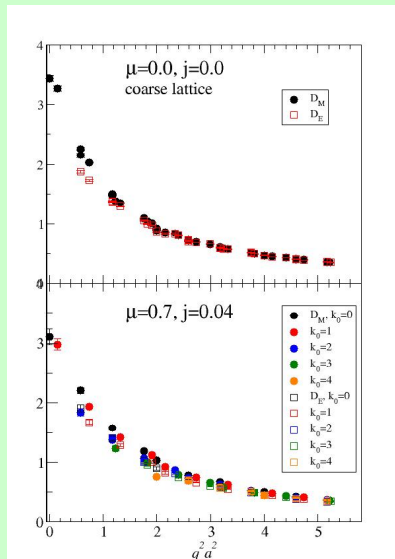 4
μ=0.0, j=0.0
coarse lattice
D_M
D_E
3
2
1
0
4
μ=0.7, j=0.04
D_M, k_0=0
k_0=1
k_0=2
k_0=3
k_0=4
D_E, k_0=0
k_0=1
k_0=2
k_0=3
k_0=4
3
2
1
0
0 1 2 3 4 5
q^2a^2